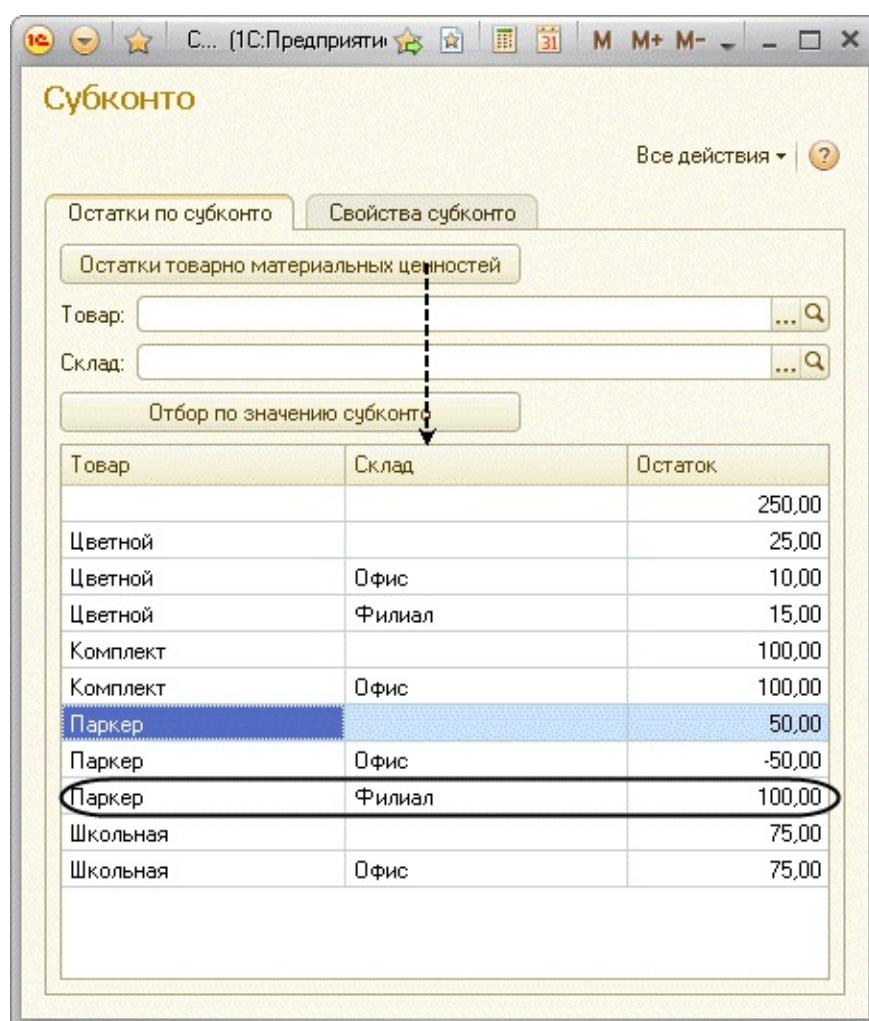 1С С... (1С:Предприяти 31 M M+ M-
Субконто
Все действия ?
Остатки по субконто Свойства субконто
Остатки товарно материальных ценностей
Товар: ...
Склад: ...
Отбор по значению субконто
Товар Склад Остаток
250,00
Цветной 25,00
Цветной Офис 10,00
Цветной Филиал 15,00
Комплект 100,00
Комплект Офис 100,00
Паркер 50,00
Паркер Офис -50,00
Паркер Филиал 100,00
Школьная 75,00
Школьная Офис 75,00